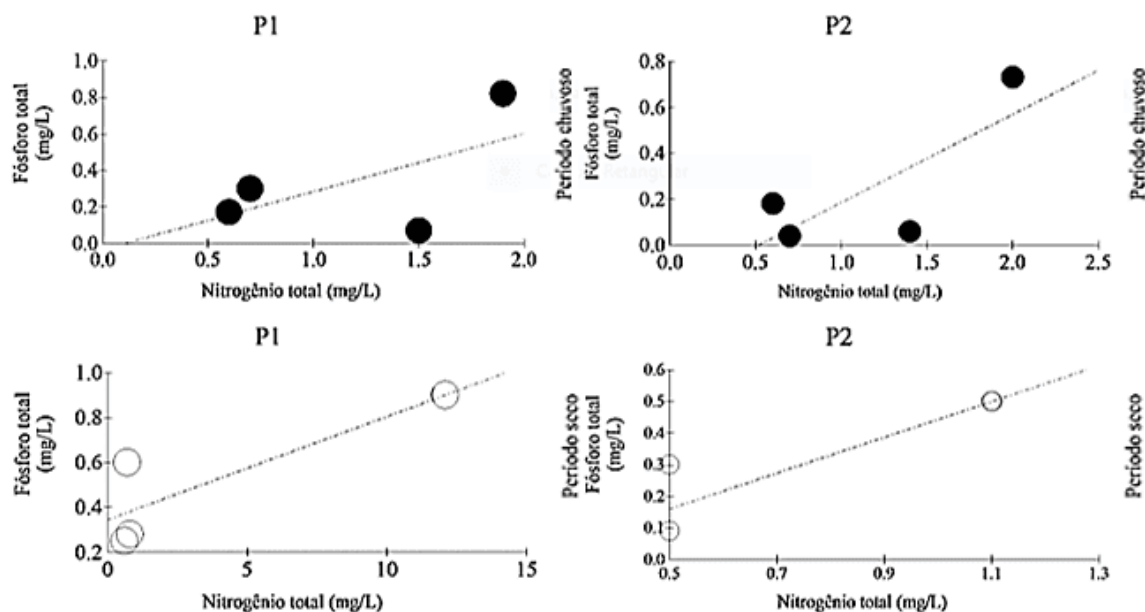 P1
1.0
0.8
0.6
0.4
0.2
0.0
Fósforo total
(mg/L)
0.0 0.5 1.0 1.5 2.0
Nitrogênio total (mg/L)
Período chuvoso
P2
0.8
0.6
0.4
0.2
0.0
Fósforo total
(mg/L)
0.0 0.5 1.0 1.5 2.0 2.5
Nitrogênio total (mg/L)
Período chuvoso
P1
1.0
0.8
0.6
0.4
0.2
Fósforo total
(mg/L)
0 5 10 15
Nitrogênio total (mg/L)
Período seco
P2
0.6
0.5
0.4
0.3
0.2
0.1
0.0
Fósforo total
(mg/L)
0.5 0.7 0.9 1.1 1.3
Nitrogênio total (mg/L)
Período seco